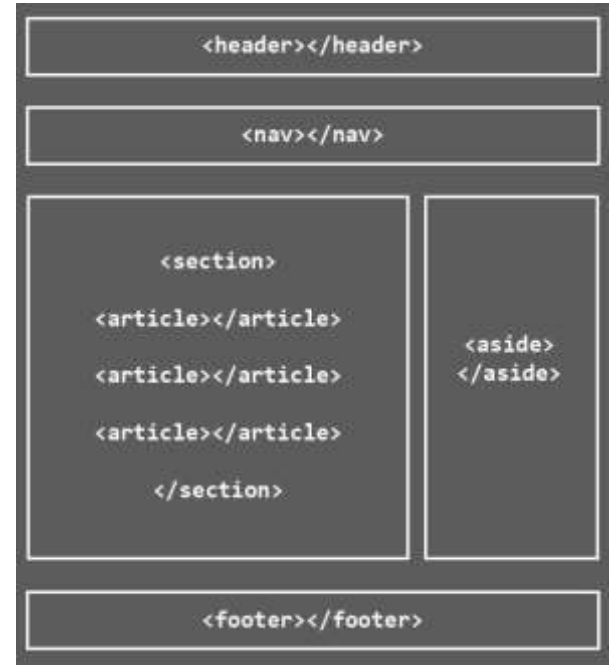 <header></header>
<nav></nav>
<section>
<article></article>
<article></article>
<article></article>
</section>
<aside>
</aside>
<footer></footer>